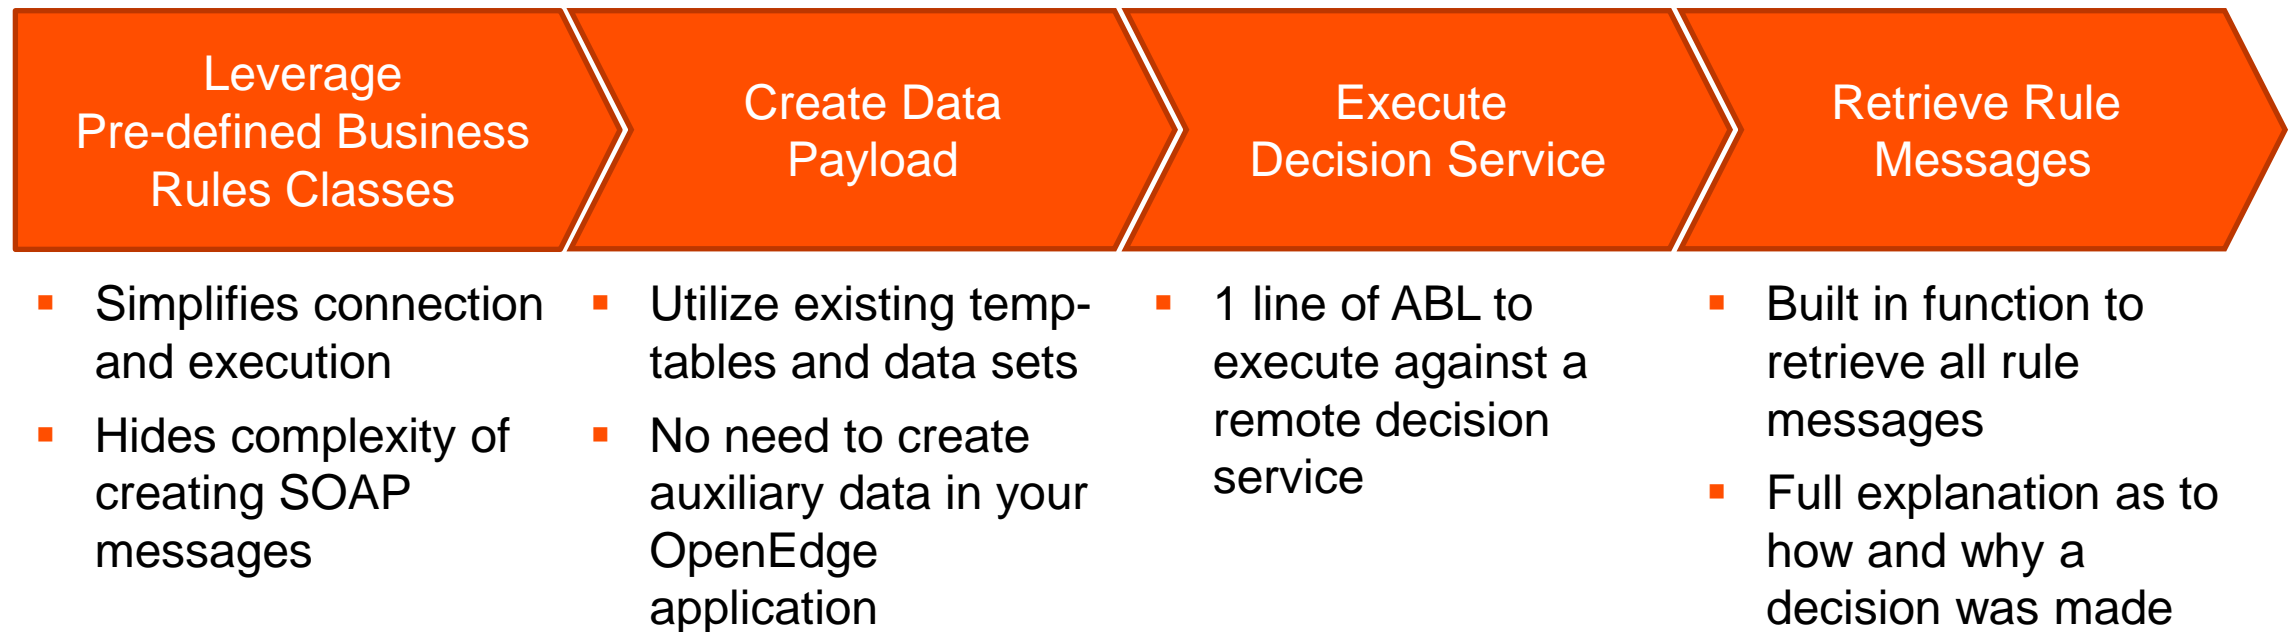 Leverage
Pre-defined Business
Rules Classes
Create Data
Payload
Execute
Decision Service
Retrieve Rule
Messages
▪ Simplifies connection
and execution
▪ Hides complexity of
creating SOAP
messages
▪ Utilize existing temp-
tables and data sets
▪ No need to create
auxiliary data in your
OpenEdge
application
▪ 1 line of ABL to
execute against a
remote decision
service
▪ Built in function to
retrieve all rule
messages
▪ Full explanation as to
how and why a
decision was made